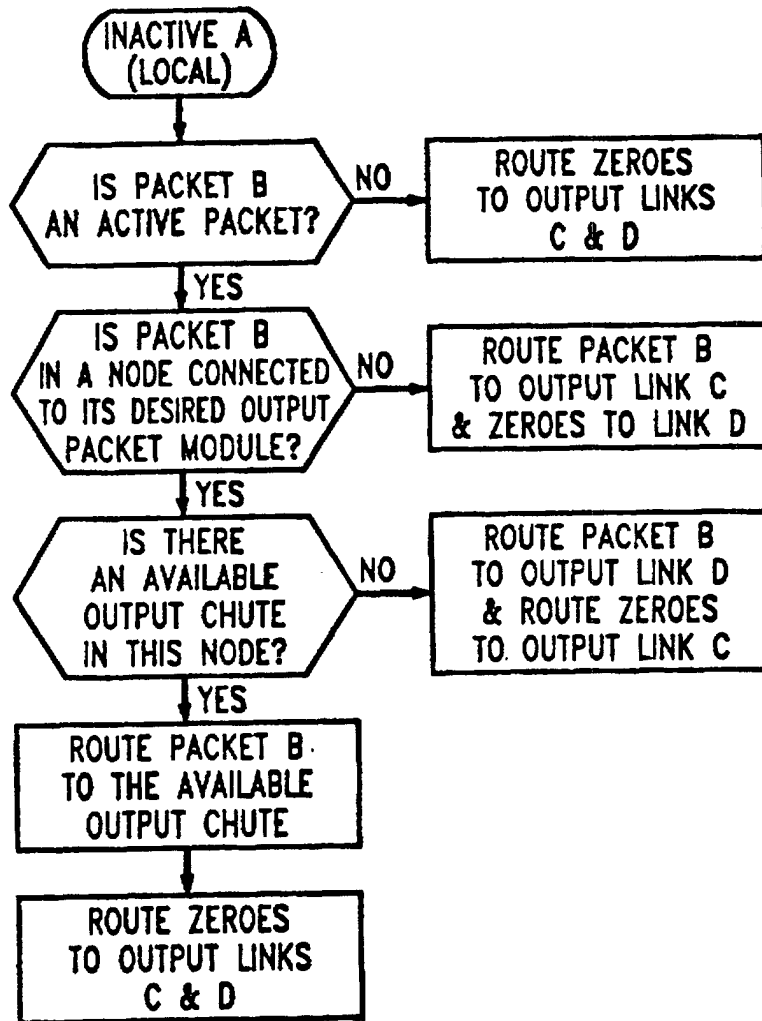 INACTIVE A
(LOCAL)
IS PACKET B
AN ACTIVE PACKET?
NO
ROUTE ZEROES
TO OUTPUT LINKS
C & D
YES
IS PACKET B
IN A NODE CONNECTED
TO ITS DESIRED OUTPUT
PACKET MODULE?
NO
ROUTE PACKET B
TO OUTPUT LINK C
& ZEROES TO LINK D
YES
IS THERE
AN AVAILABLE
OUTPUT CHUTE
IN THIS NODE?
NO
ROUTE PACKET B
TO OUTPUT LINK D
& ROUTE ZEROES
TO OUTPUT LINK C
YES
ROUTE PACKET B
TO THE AVAILABLE
OUTPUT CHUTE
ROUTE ZEROES
TO OUTPUT LINKS
C & D